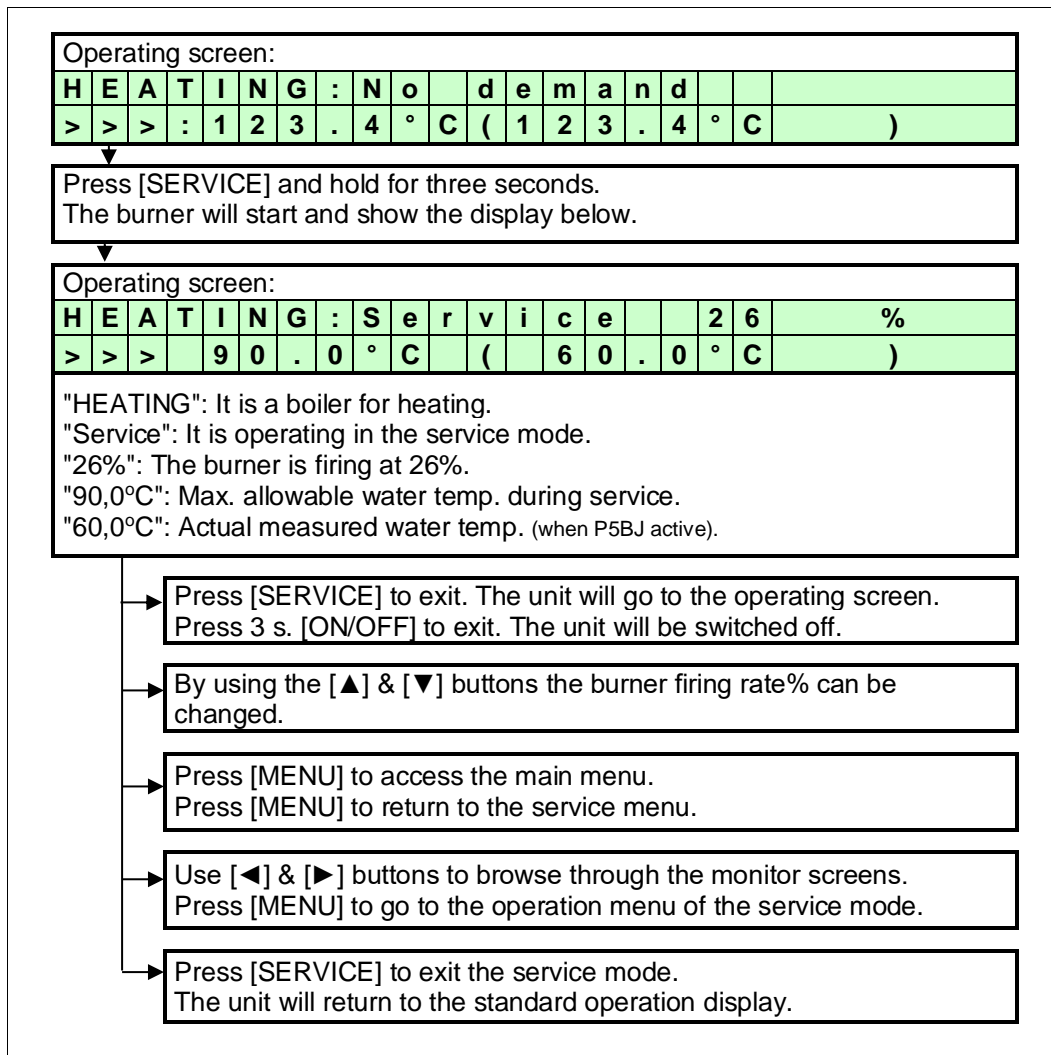 Operating screen:
HEATING:No demand
>>>:123.4°C(123.4°C )
Press [SERVICE] and hold for three seconds.
The burner will start and show the display below.
Operating screen:
HEATING:Service 26 %
>>> 90.0°C ( 60.0°C )
"HEATING": It is a boiler for heating.
"Service": It is operating in the service mode.
"26%": The burner is firing at 26%.
"90,0ºC": Max. allowable water temp. during service.
"60,0ºC": Actual measured water temp. (when P5BJ active).
Press [SERVICE] to exit. The unit will go to the operating screen.
Press 3 s. [ON/OFF] to exit. The unit will be switched off.
By using the [▲] & [▼] buttons the burner firing rate% can be
changed.
Press [MENU] to access the main menu.
Press [MENU] to return to the service menu.
Use [◄] & [►] buttons to browse through the monitor screens.
Press [MENU] to go to the operation menu of the service mode.
Press [SERVICE] to exit the service mode.
The unit will return to the standard operation display.